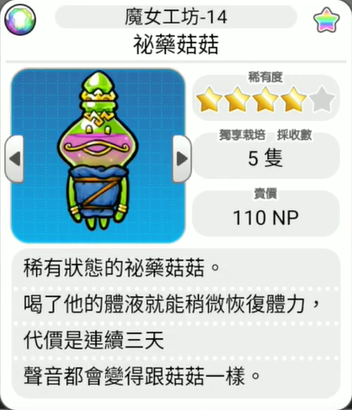 魔女工坊-14
祕藥菇菇
稀有度
獨享栽培 採收數
5 隻
賣價
110 NP
稀有狀態的祕藥菇菇。
喝了他的體液就能稍微恢復體力，
代價是連續三天
聲音都會變得跟菇菇一樣。